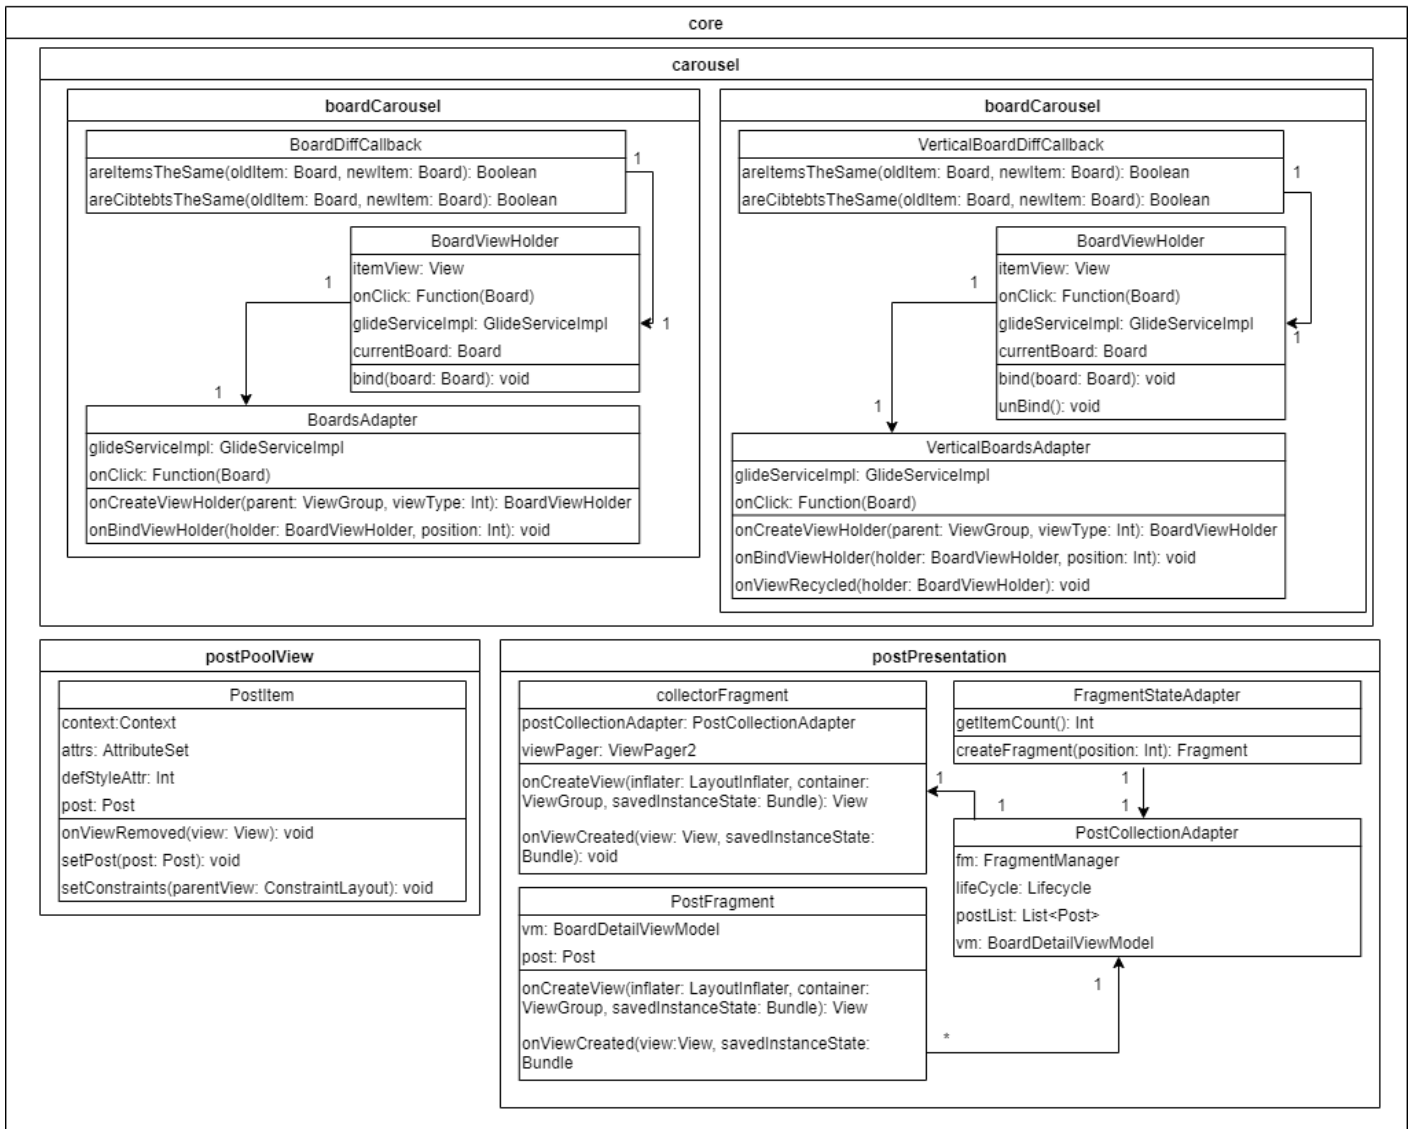 core
carousel
boardCarousel
BoardDiffCallback
areItemsTheSame(oldItem: Board, newItem: Board): Boolean
areCibtebtsTheSame(oldItem: Board, newItem: Board): Boolean
1
BoardViewHolder
itemView: View
onClick: Function(Board)
glideServiceImpl: GlideServiceImpl
currentBoard: Board
bind(board: Board): void
1
1
1
BoardsAdapter
glideServiceImpl: GlideServiceImpl
onClick: Function(Board)
onCreateViewHolder(parent: ViewGroup, viewType: Int): BoardViewHolder
onBindViewHolder(holder: BoardViewHolder, position: Int): void
boardCarousel
VerticalBoardDiffCallback
areItemsTheSame(oldItem: Board, newItem: Board): Boolean
areCibtebtsTheSame(oldItem: Board, newItem: Board): Boolean
1
BoardViewHolder
itemView: View
onClick: Function(Board)
glideServiceImpl: GlideServiceImpl
currentBoard: Board
bind(board: Board): void
unBind(): void
1
1
1
VerticalBoardsAdapter
glideServiceImpl: GlideServiceImpl
onClick: Function(Board)
onCreateViewHolder(parent: ViewGroup, viewType: Int): BoardViewHolder
onBindViewHolder(holder: BoardViewHolder, position: Int): void
onViewRecycled(holder: BoardViewHolder): void
postPoolView
PostItem
context:Context
attrs: AttributeSet
defStyleAttr: Int
post: Post
onViewRemoved(view: View): void
setPost(post: Post): void
setConstraints(parentView: ConstraintLayout): void
postPresentation
collectorFragment
postCollectionAdapter: PostCollectionAdapter
viewPager: ViewPager2
onCreateView(inflater: LayoutInflater, container:
ViewGroup, savedInstanceState: Bundle): View
onViewCreated(view: View, savedInstanceState:
Bundle): void
FragmentStateAdapter
getItemCount(): Int
createFragment(position: Int): Fragment
1
1
1
1
PostCollectionAdapter
fm: FragmentManager
lifeCycle: Lifecycle
postList: List<Post>
vm: BoardDetailViewModel
PostFragment
vm: BoardDetailViewModel
post: Post
onCreateView(inflater: LayoutInflater, container:
ViewGroup, savedInstanceState: Bundle): View
onViewCreated(view:View, savedInstanceState:
Bundle
1
*